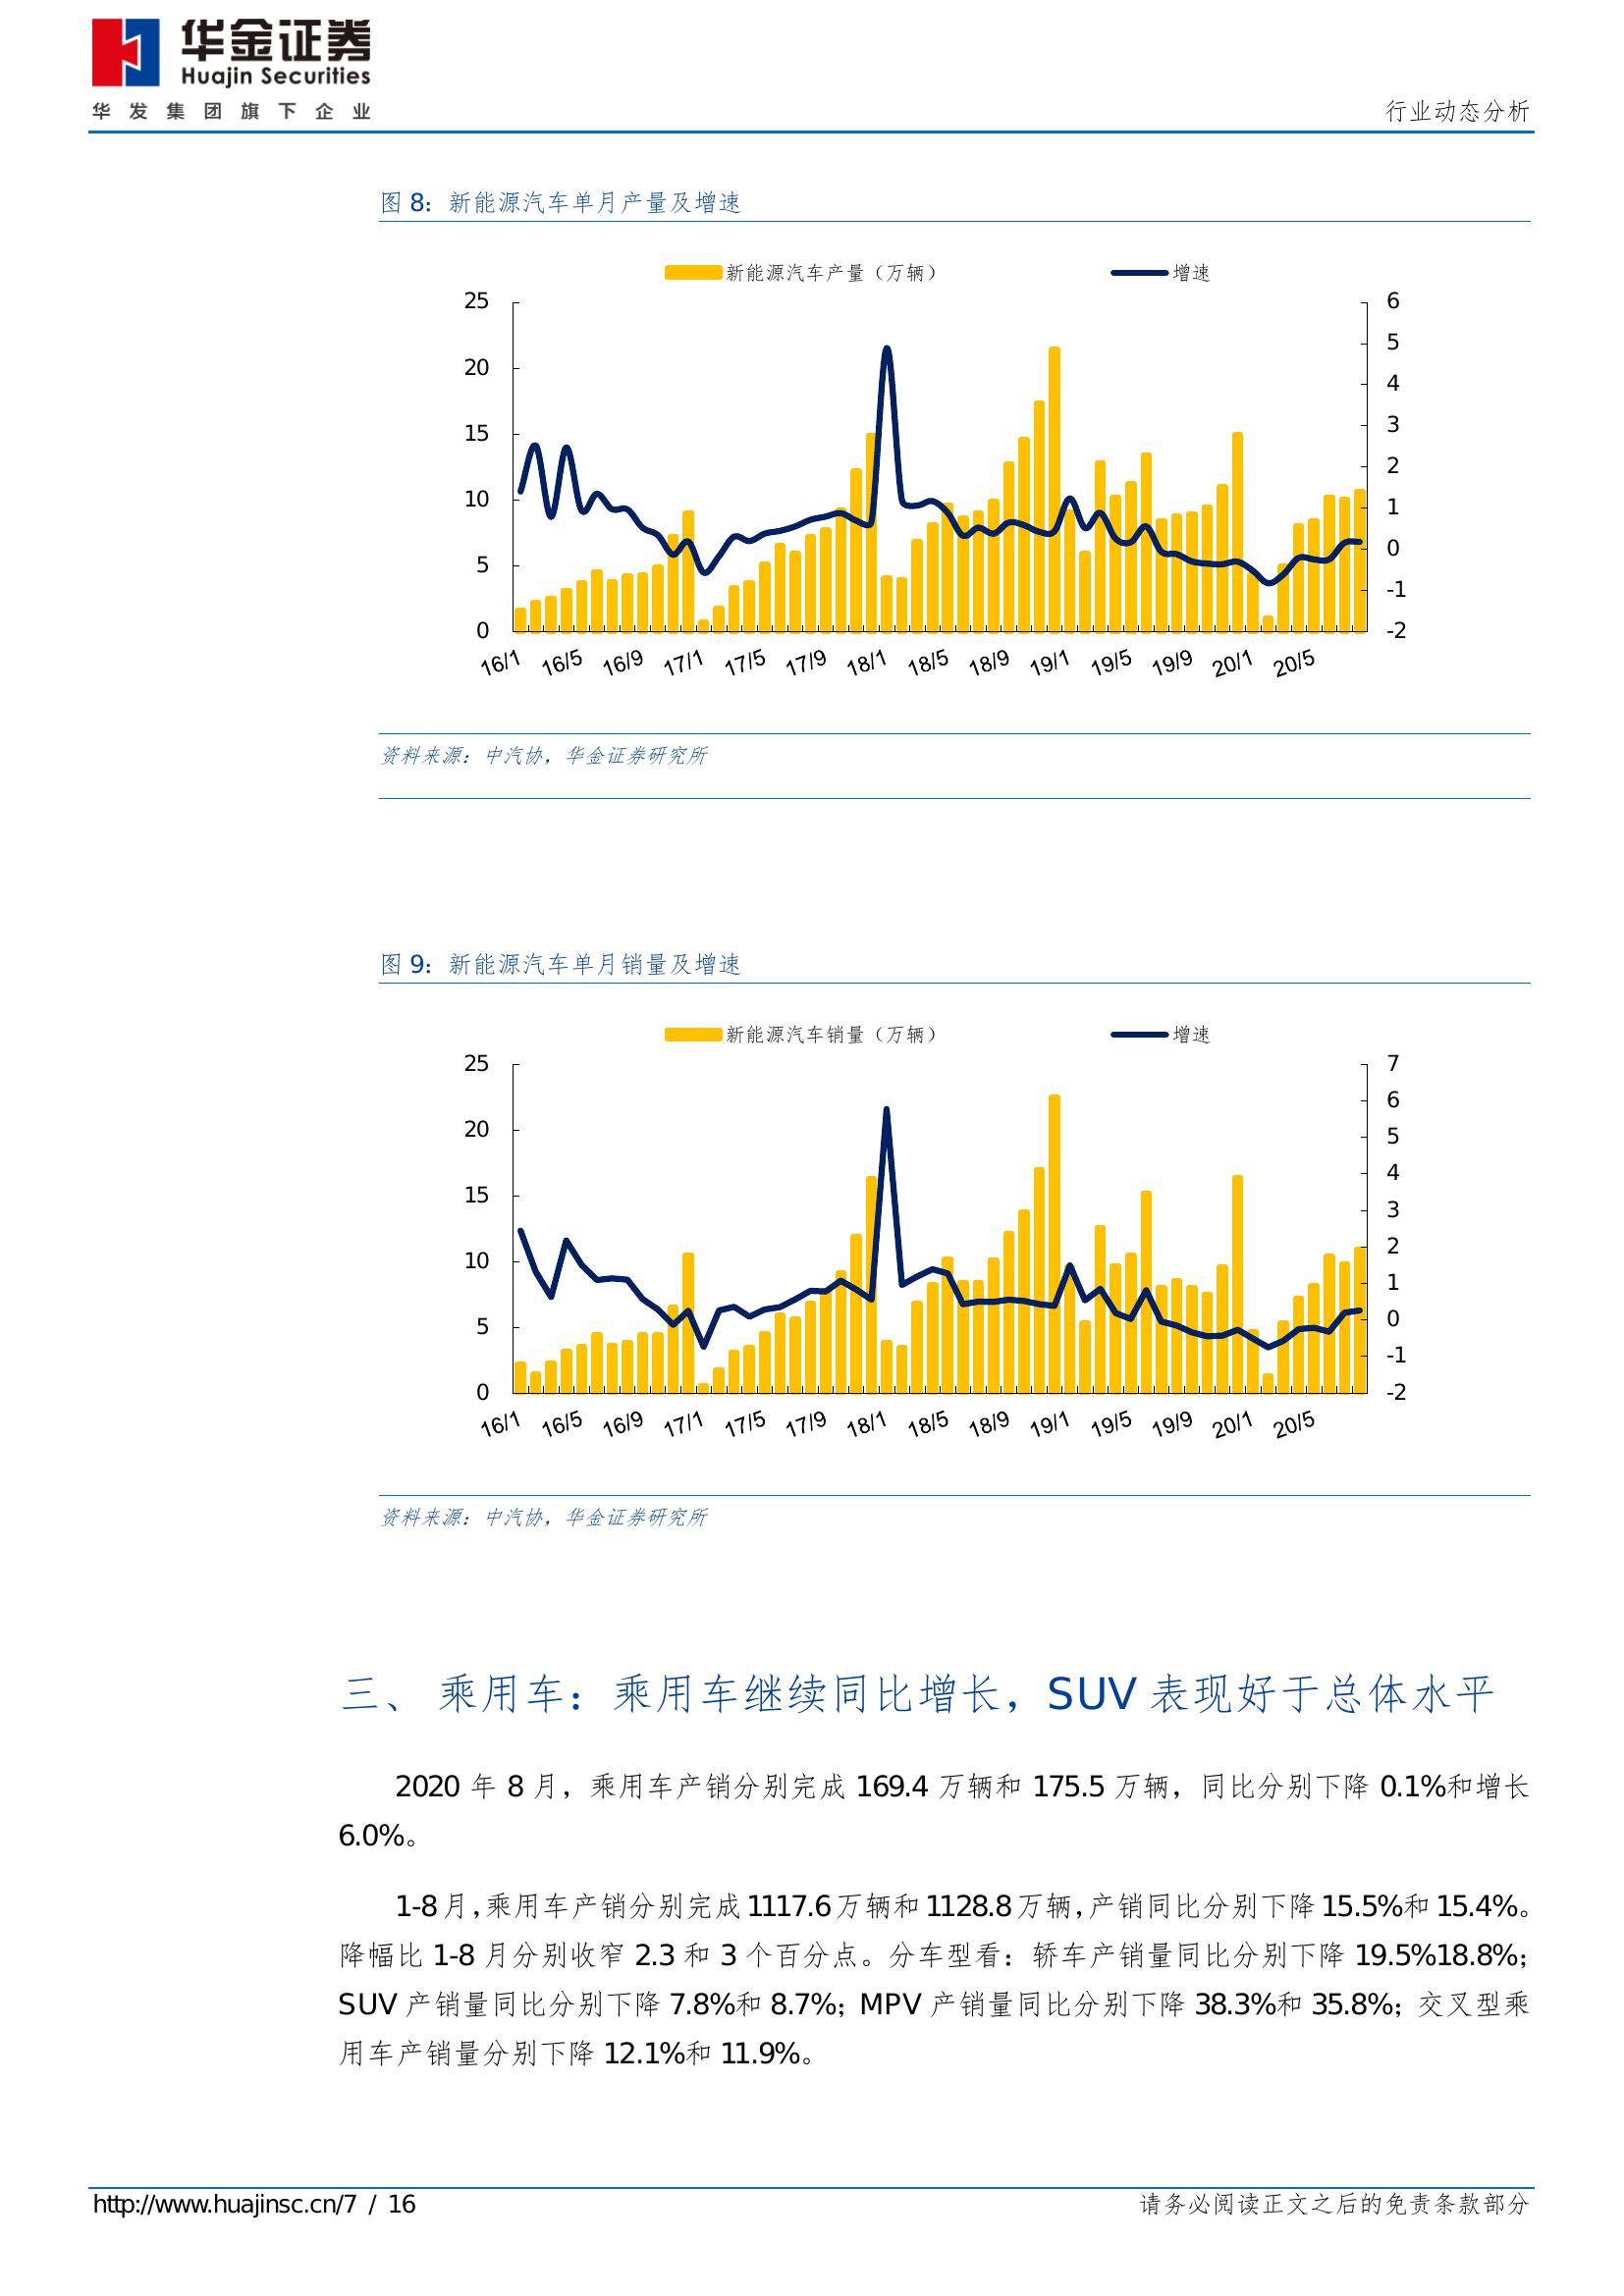 华金证券
Huajin Securities
华发集团旗下企业
行业动态分析
图 8：新能源汽车单月产量及增速
新能源汽车产量（万辆） 增速
25 6
5
20 4
15 3
2
10 1
0
5 -1
0 -2
16/1 16/5 16/9 17/1 17/5 17/9 18/1 18/5 18/9 19/1 19/5 19/9 20/1 20/5
资料来源：中汽协，华金证券研究所
图 9：新能源汽车单月销量及增速
新能源汽车销量（万辆） 增速
25 7
6
20 5
15 4
3
10 2
1
5 0
-1
0 -2
16/1 16/5 16/9 17/1 17/5 17/9 18/1 18/5 18/9 19/1 19/5 19/9 20/1 20/5
资料来源：中汽协，华金证券研究所
三、 乘用车：乘用车继续同比增长，SUV 表现好于总体水平
2020 年 8 月，乘用车产销分别完成 169.4 万辆和 175.5 万辆，同比分别下降 0.1%和增长
6.0%。
1-8 月，乘用车产销分别完成 1117.6 万辆和 1128.8 万辆，产销同比分别下降 15.5%和 15.4%。
降幅比 1-8 月分别收窄 2.3 和 3 个百分点。分车型看：轿车产销量同比分别下降 19.5%18.8%；
SUV 产销量同比分别下降 7.8%和 8.7%；MPV 产销量同比分别下降 38.3%和 35.8%；交叉型乘
用车产销量分别下降 12.1%和 11.9%。
http://www.huajinsc.cn/7 / 16 请务必阅读正文之后的免责条款部分